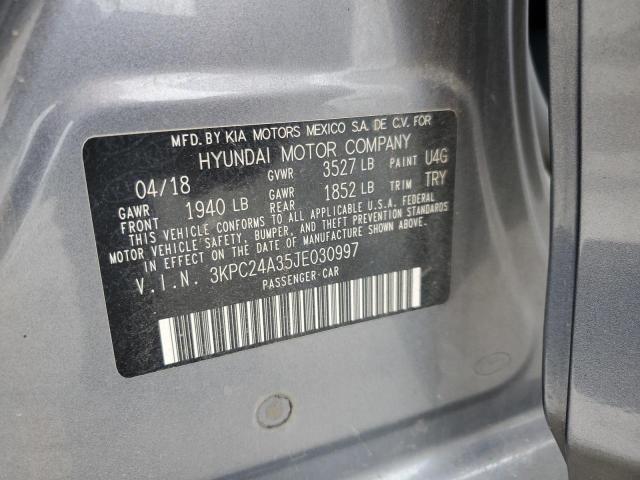 MFD. BY KIA MOTORS MEXICO S.A. DE C.V. FOR
HYUNDAI MOTOR COMPANY
04/18 GVWR 3527 LB PAINT U4G
GAWR FRONT 1940 LB GAWR REAR 1852 LB TRIM TRY
THIS VEHICLE CONFORMS TO ALL APPLICABLE U.S.A. FEDERAL
MOTOR VEHICLE SAFETY, BUMPER, AND THEFT PREVENTION STANDARDS
IN EFFECT ON THE DATE OF MANUFACTURE SHOWN ABOVE.
V.I.N. 3KPC24A35JE030997
PASSENGER CAR